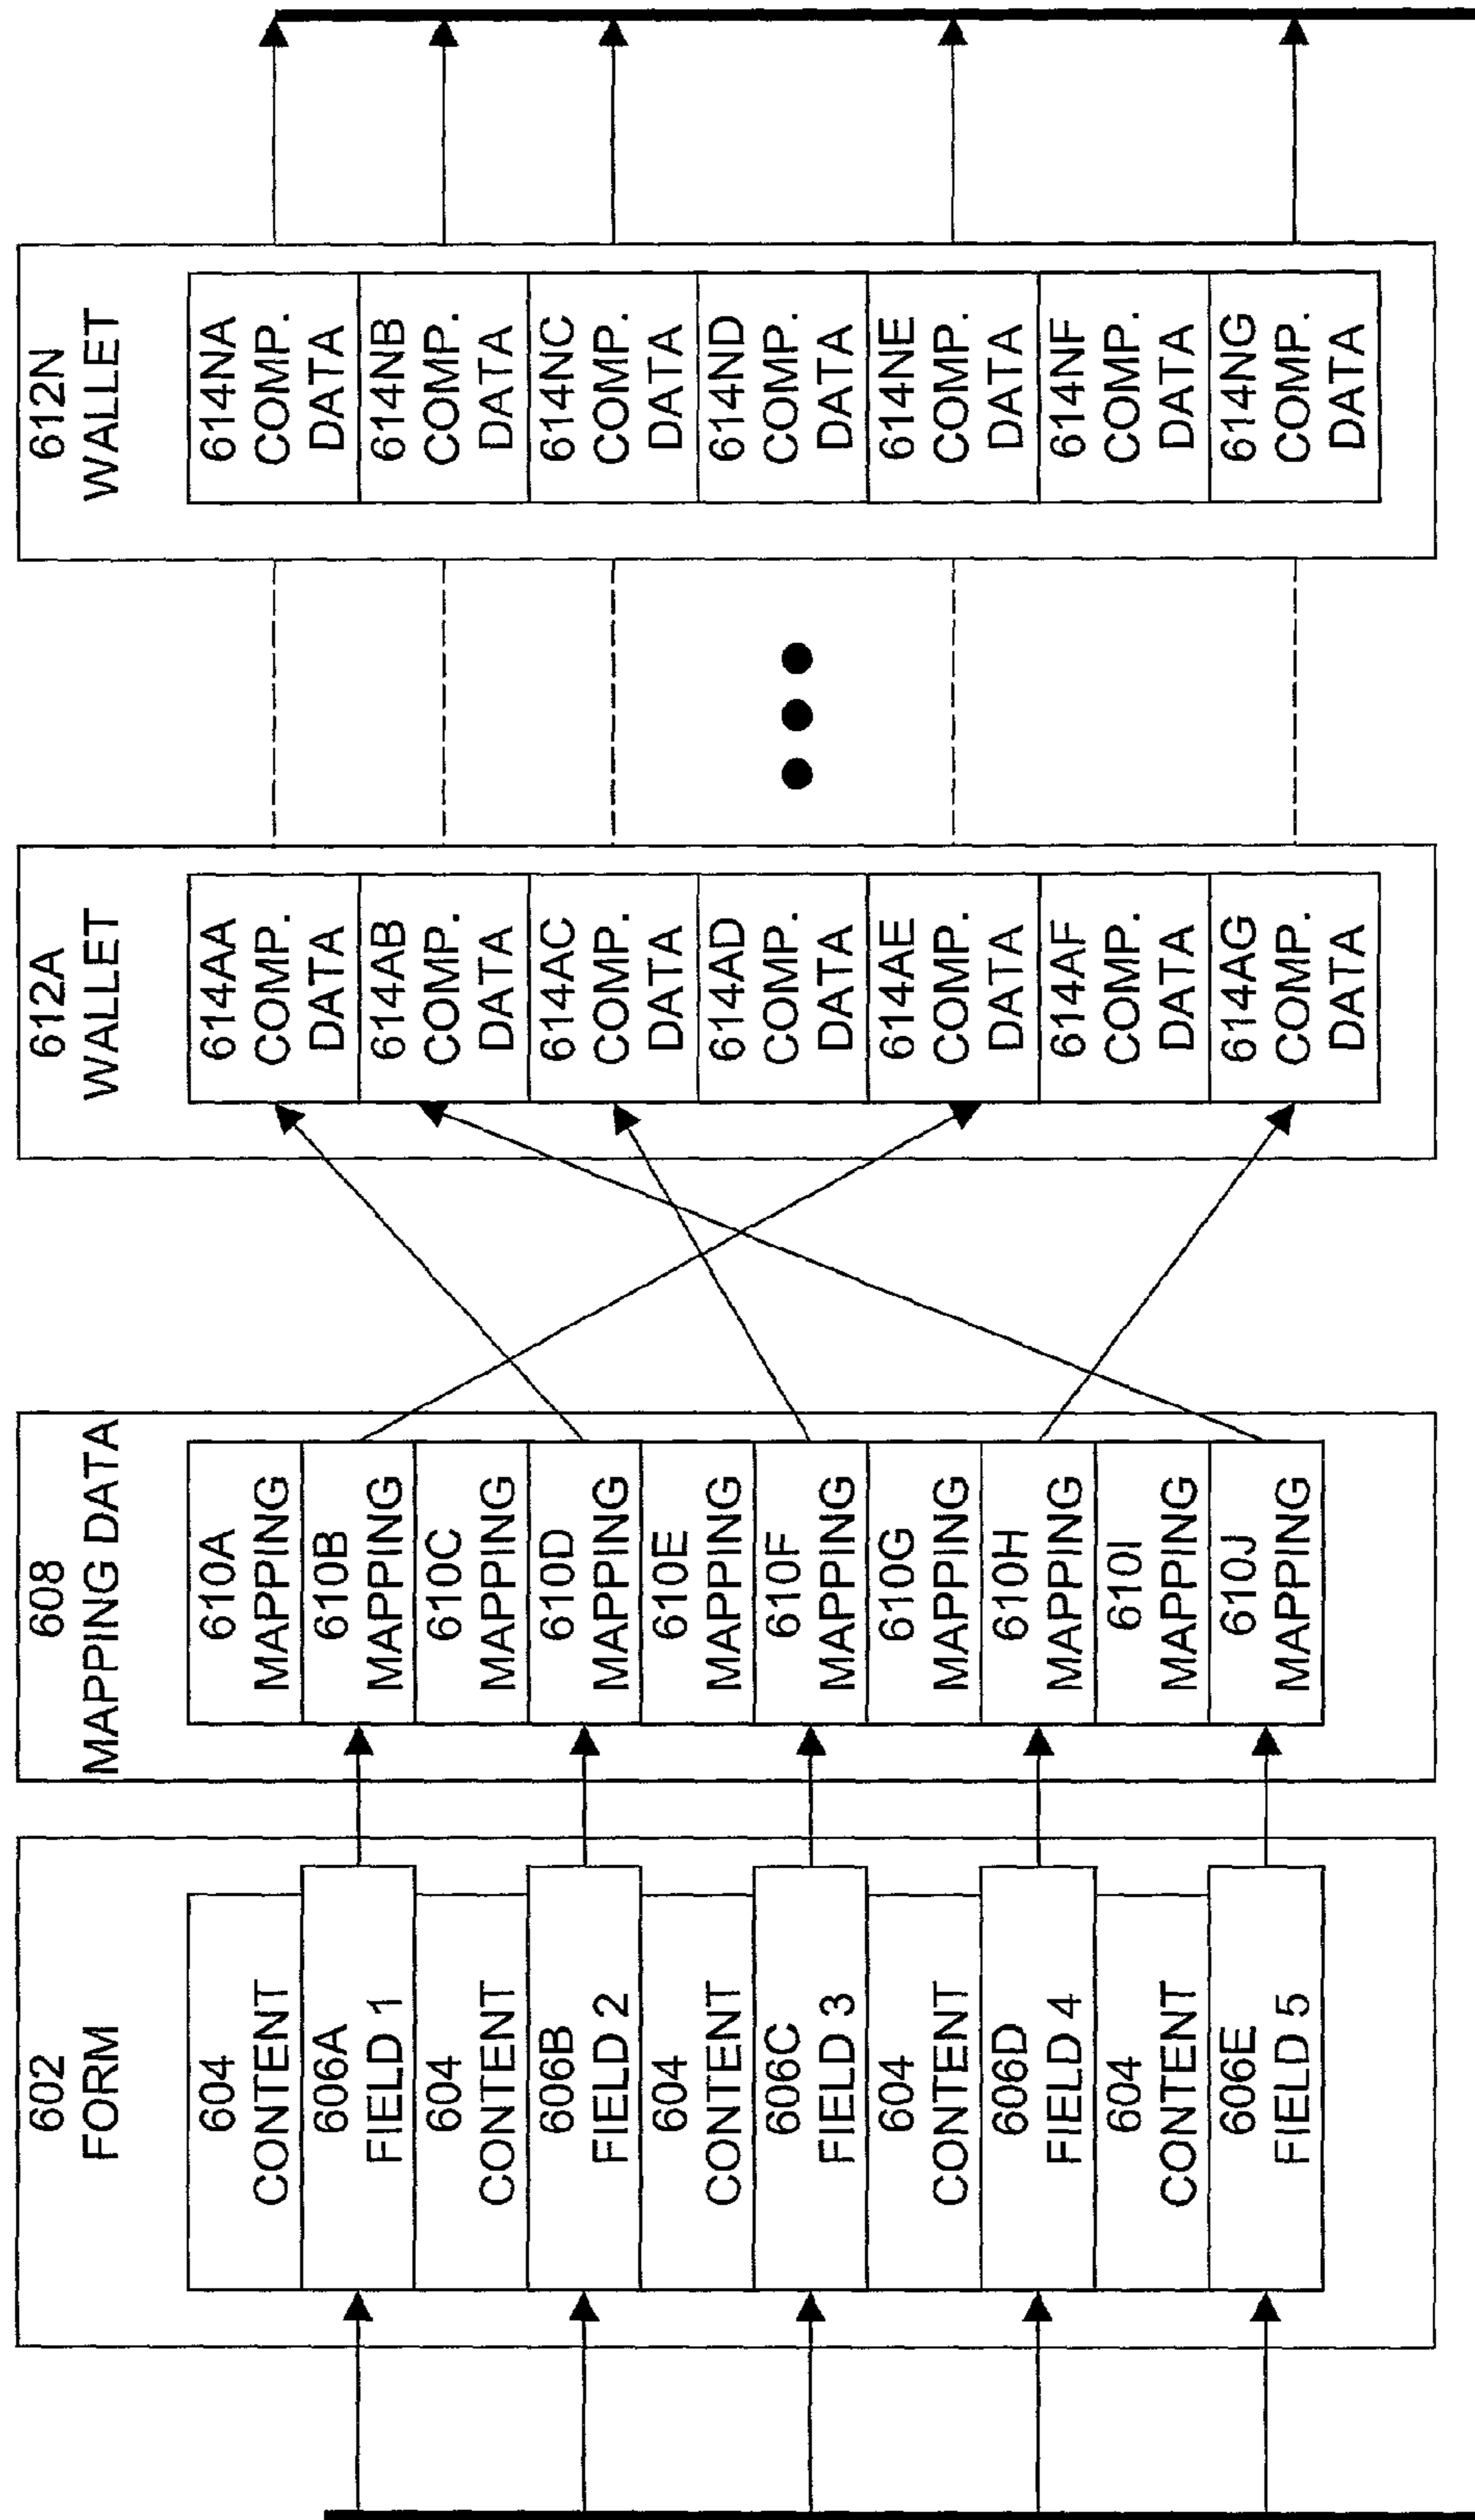 602
FORM
604
CONTENT
606A
FIELD 1
604
CONTENT
606B
FIELD 2
604
CONTENT
606C
FIELD 3
604
CONTENT
606D
FIELD 4
604
CONTENT
606E
FIELD 5
608
MAPPING DATA
610A
MAPPING
610B
MAPPING
610C
MAPPING
610D
MAPPING
610E
MAPPING
610F
MAPPING
610G
MAPPING
610H
MAPPING
610I
MAPPING
610J
MAPPING
612A
WALLET
614AA
COMP.
DATA
614AB
COMP.
DATA
614AC
COMP.
DATA
614AD
COMP.
DATA
614AE
COMP.
DATA
614AF
COMP.
DATA
614AG
COMP.
DATA
612N
WALLET
614NA
COMP.
DATA
614NB
COMP.
DATA
614NC
COMP.
DATA
614ND
COMP.
DATA
614NE
COMP.
DATA
614NF
COMP.
DATA
614NG
COMP.
DATA